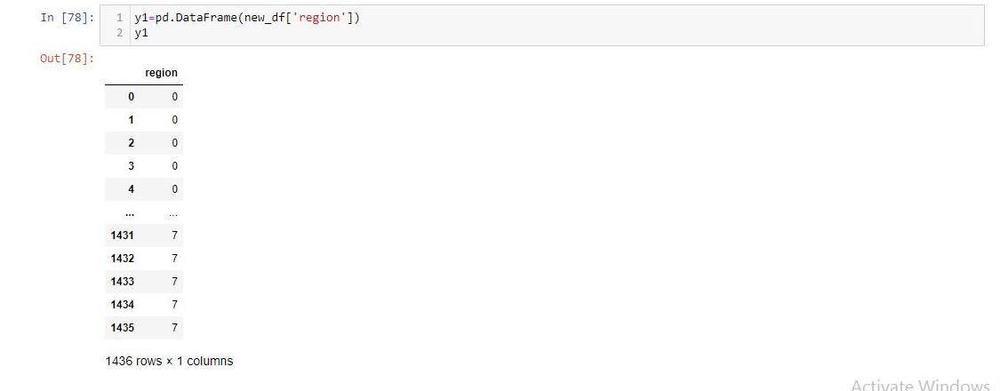 In [78]: 1 y1=pd.DataFrame(new_df['region'])
2 y1
Out[78]:
region
0 0
1 0
2 0
3 0
4 0
... ...
1431 7
1432 7
1433 7
1434 7
1435 7
1436 rows × 1 columns
Activate Windows